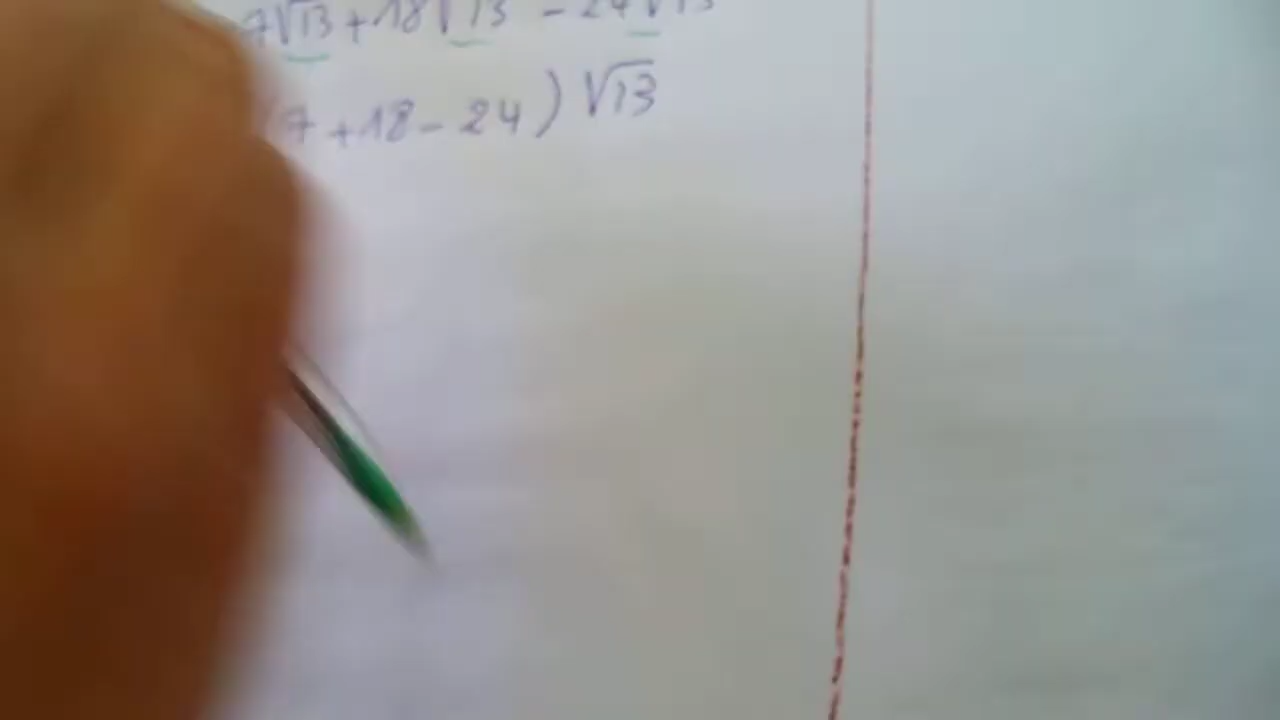 7√13 + 18√13 - 24√13
(7 + 18 - 24) √13